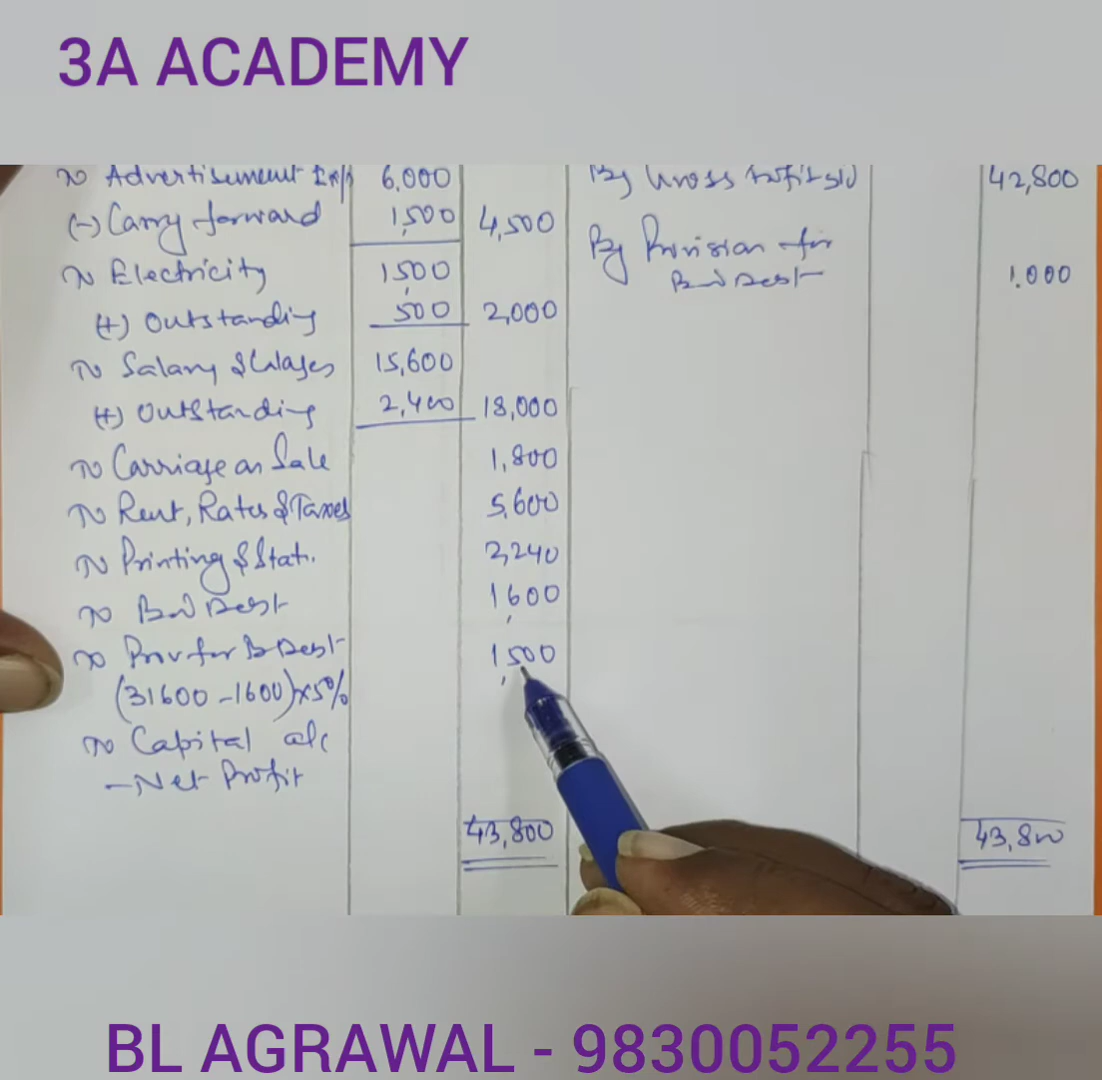 3A ACADEMY
To Advertisement Exp 6,000
(-) Carry forward 1,500 4,500
To Electricity 1,500
(+) Outstanding 500 2,000
To Salary & Wages 15,600
(+) Outstanding 2,400 18,000
To Carriage on Sale 1,800
To Rent, Rates & Taxes 5,600
To Printing & Stat. 2,240
To Bad Debt 1,600
To Prov for B Debt 1,500
(31600 - 1600) x 5%
To Capital a/c
- Net Profit
43,800
By Gross Profit b/d 42,800
By Provision for
Bad Debt 1,000
43,800
BL AGRAWAL - 9830052255